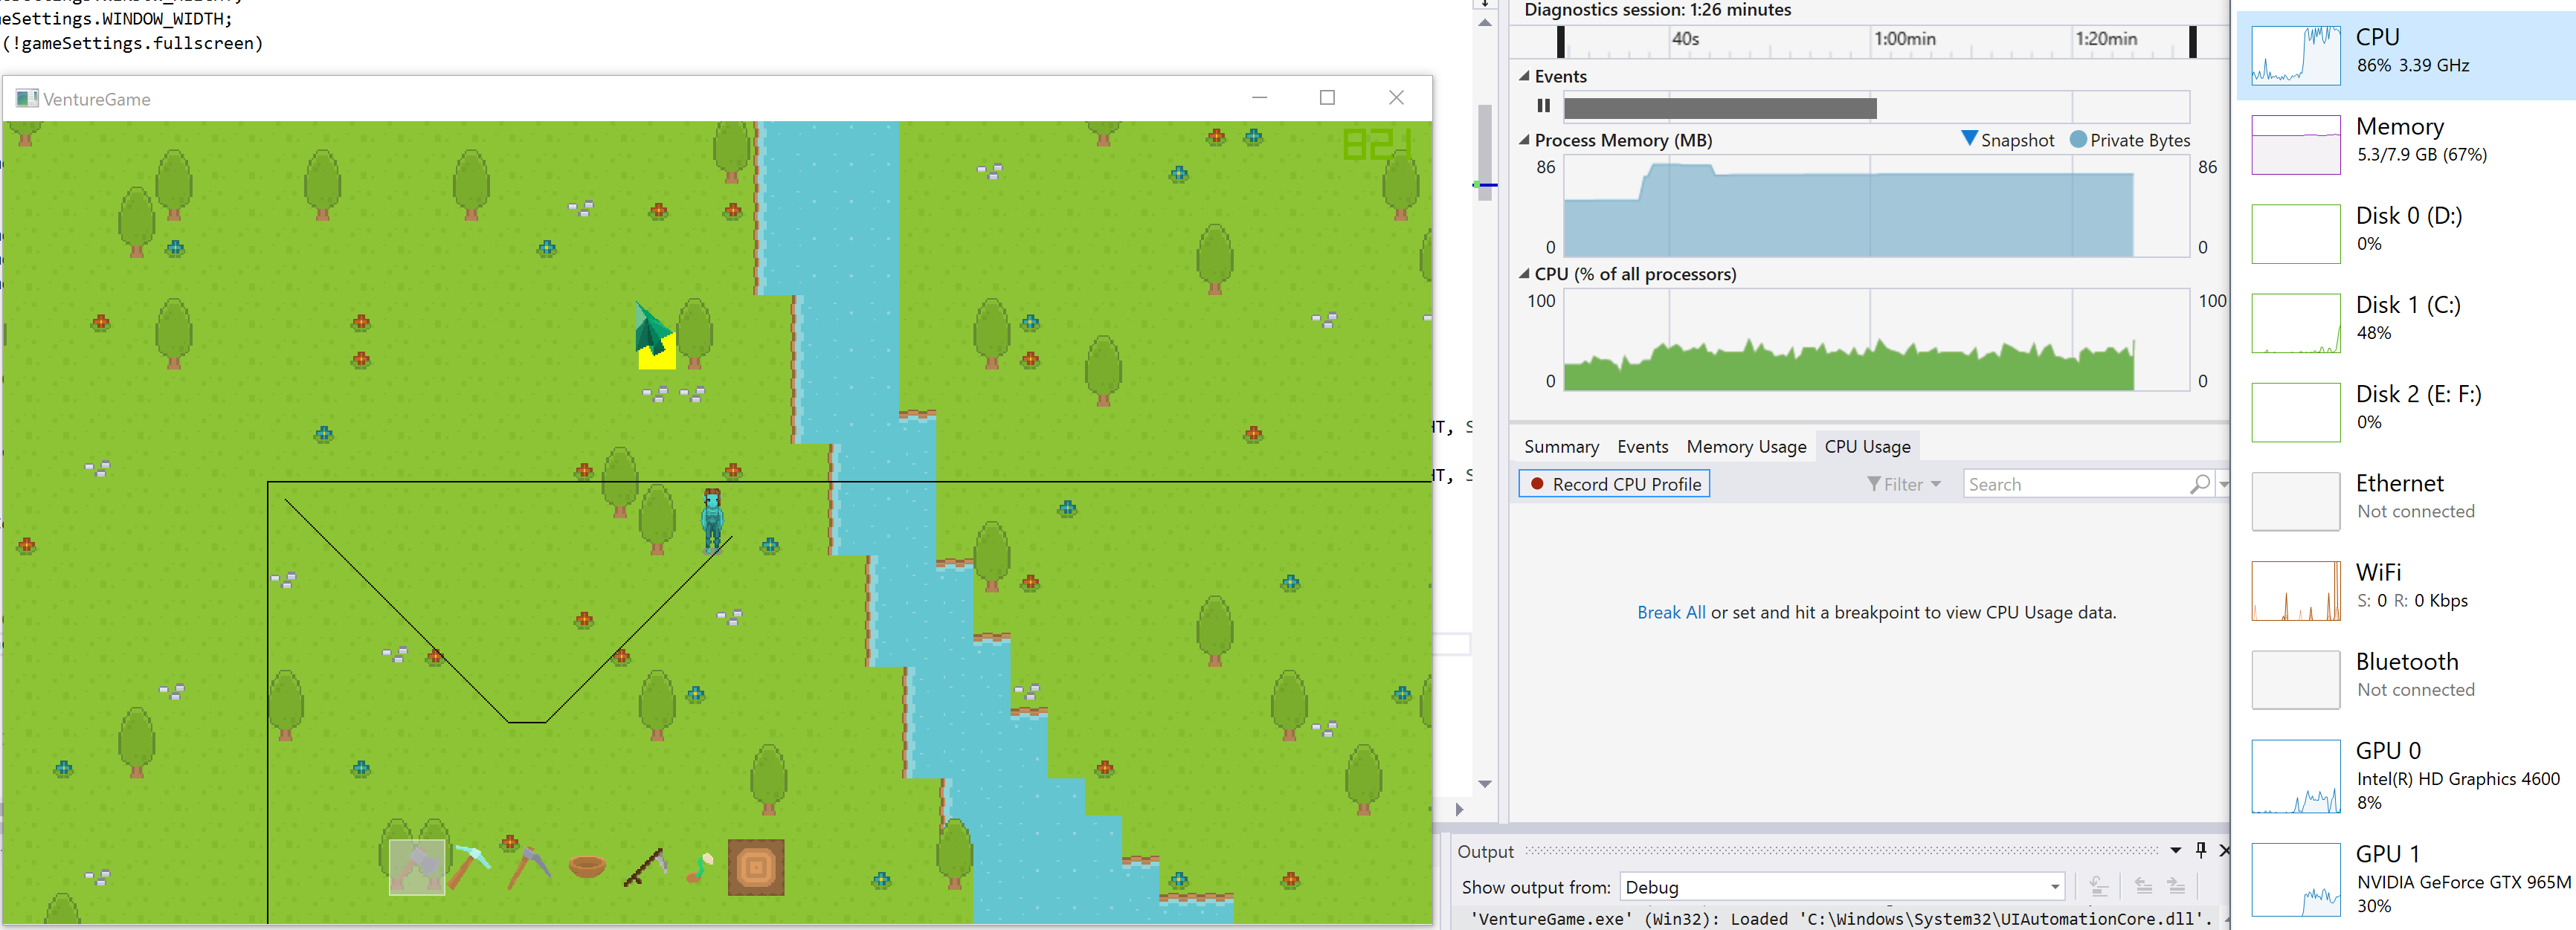 eSettings.WINDOW_WIDTH;
(!gameSettings.fullscreen)
VentureGame
821
HT, S
HT, S
Diagnostics session: 1:26 minutes
40s 1:00min 1:20min
Events
Process Memory (MB) Snapshot Private Bytes
86 86
0 0
CPU (% of all processors)
100 100
0 0
Summary Events Memory Usage CPU Usage
Record CPU Profile Filter Search
Break All or set and hit a breakpoint to view CPU Usage data.
Output
Show output from: Debug
'VentureGame.exe' (Win32): Loaded 'C:\Windows\System32\UIAutomationCore.dll'.
CPU
86% 3.39 GHz
Memory
5.3/7.9 GB (67%)
Disk 0 (D:)
0%
Disk 1 (C:)
48%
Disk 2 (E: F:)
0%
Ethernet
Not connected
WiFi
S: 0 R: 0 Kbps
Bluetooth
Not connected
GPU 0
Intel(R) HD Graphics 4600
8%
GPU 1
NVIDIA GeForce GTX 965M
30%